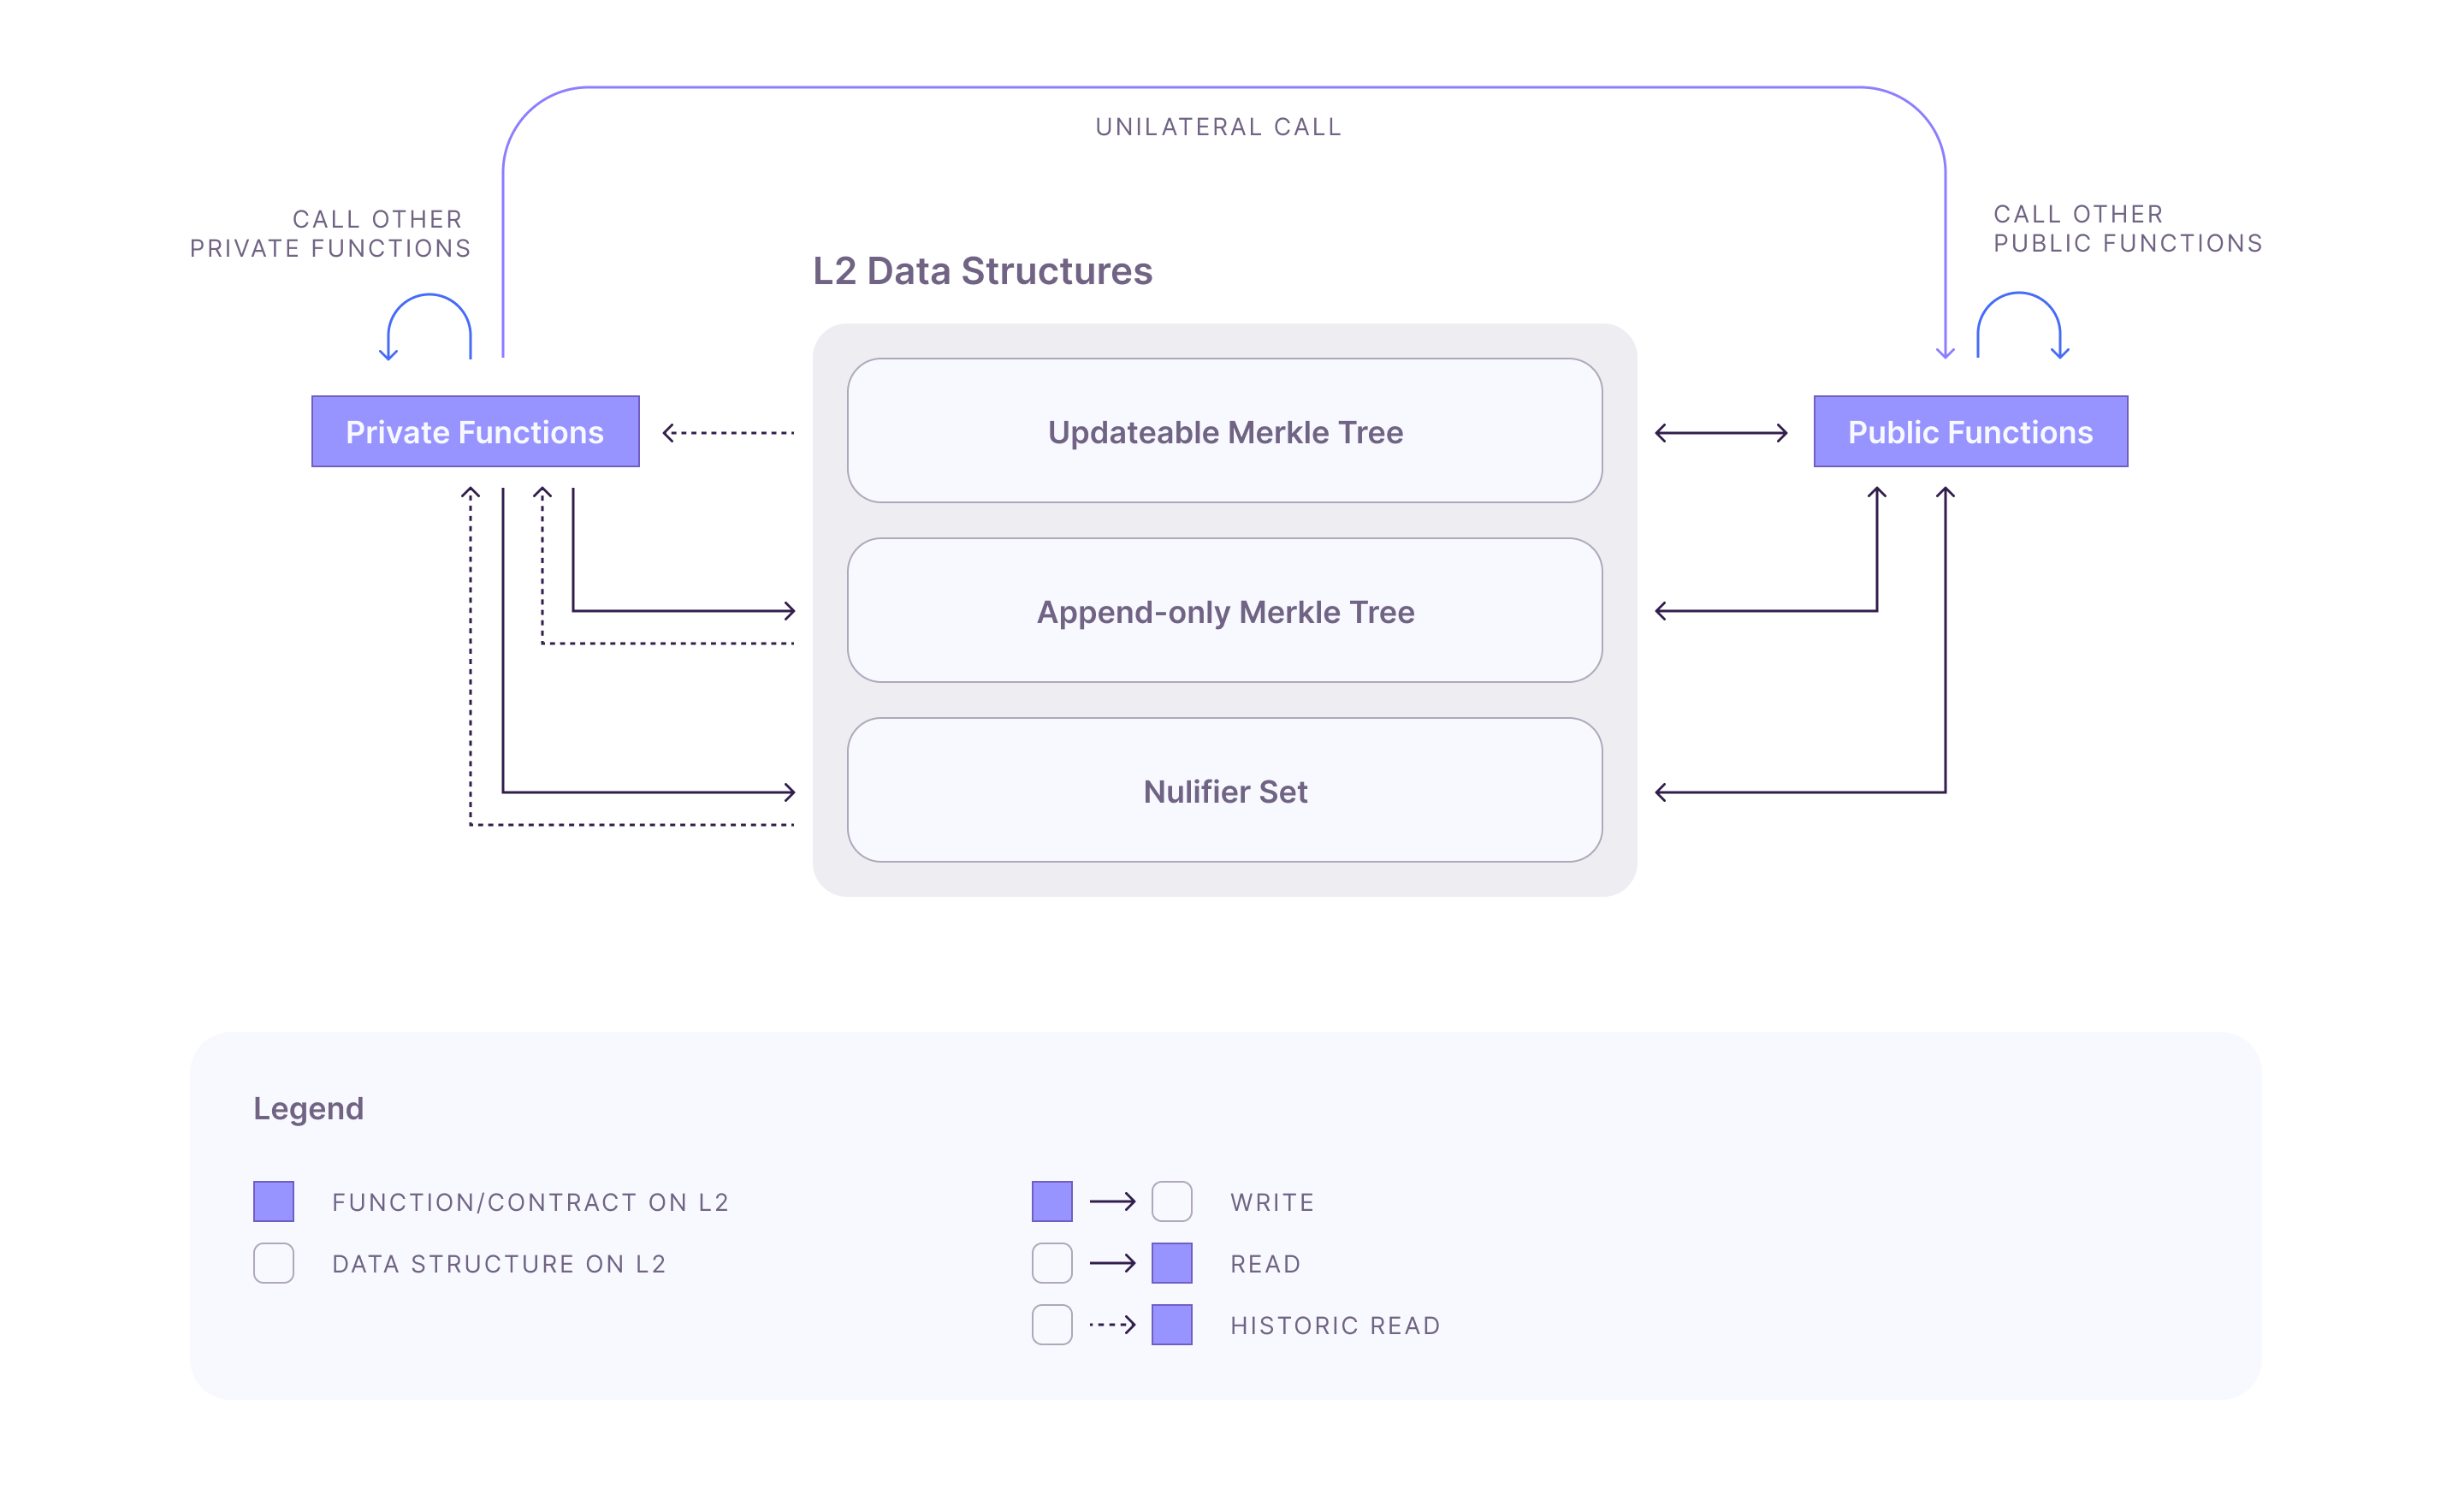 UNILATERAL CALL
CALL OTHER
PRIVATE FUNCTIONS
CALL OTHER
PUBLIC FUNCTIONS
L2 Data Structures
Private Functions
Updateable Merkle Tree
Public Functions
Append-only Merkle Tree
Nulifier Set
Legend
FUNCTION/CONTRACT ON L2
DATA STRUCTURE ON L2
WRITE
READ
HISTORIC READ